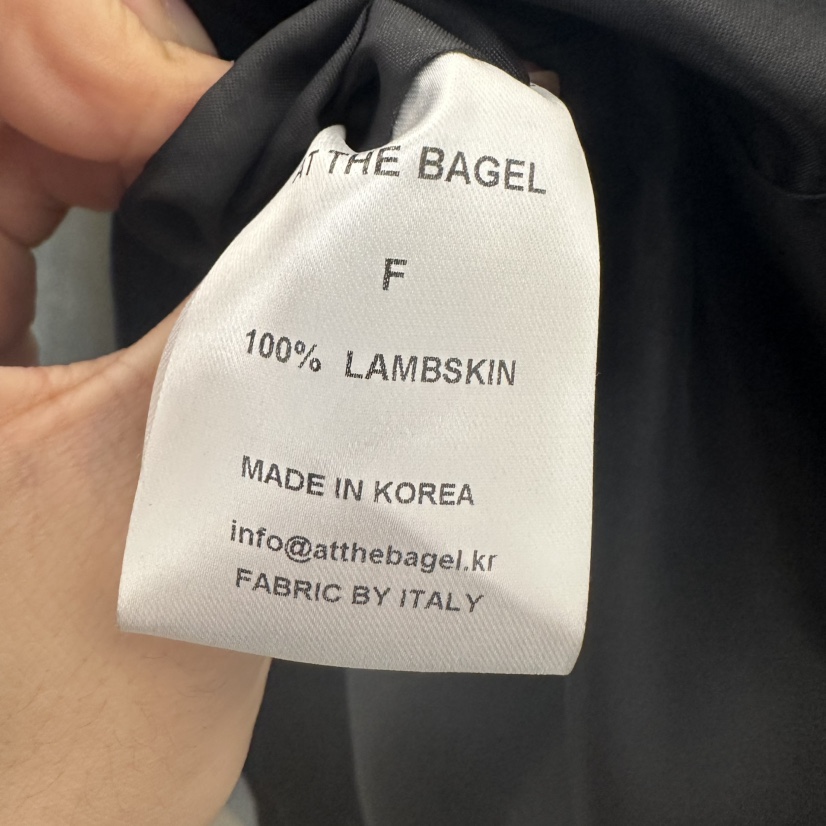 AT THE BAGEL
F
100% LAMBSKIN
MADE IN KOREA
info@atthebagel.kr
FABRIC BY ITALY